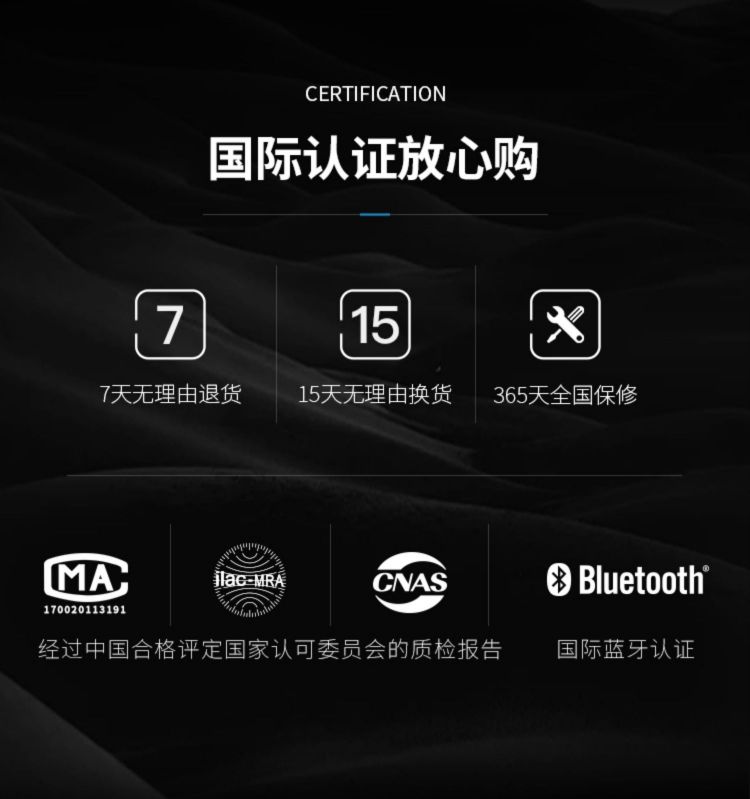 CERTIFICATION
国际认证放心购
7
15
7天无理由退货
15天无理由换货
365天全国保修
MA
ilac-MRA
CNAS
Bluetooth®
170020113191
经过中国合格评定国家认可委员会的质检报告
国际蓝牙认证